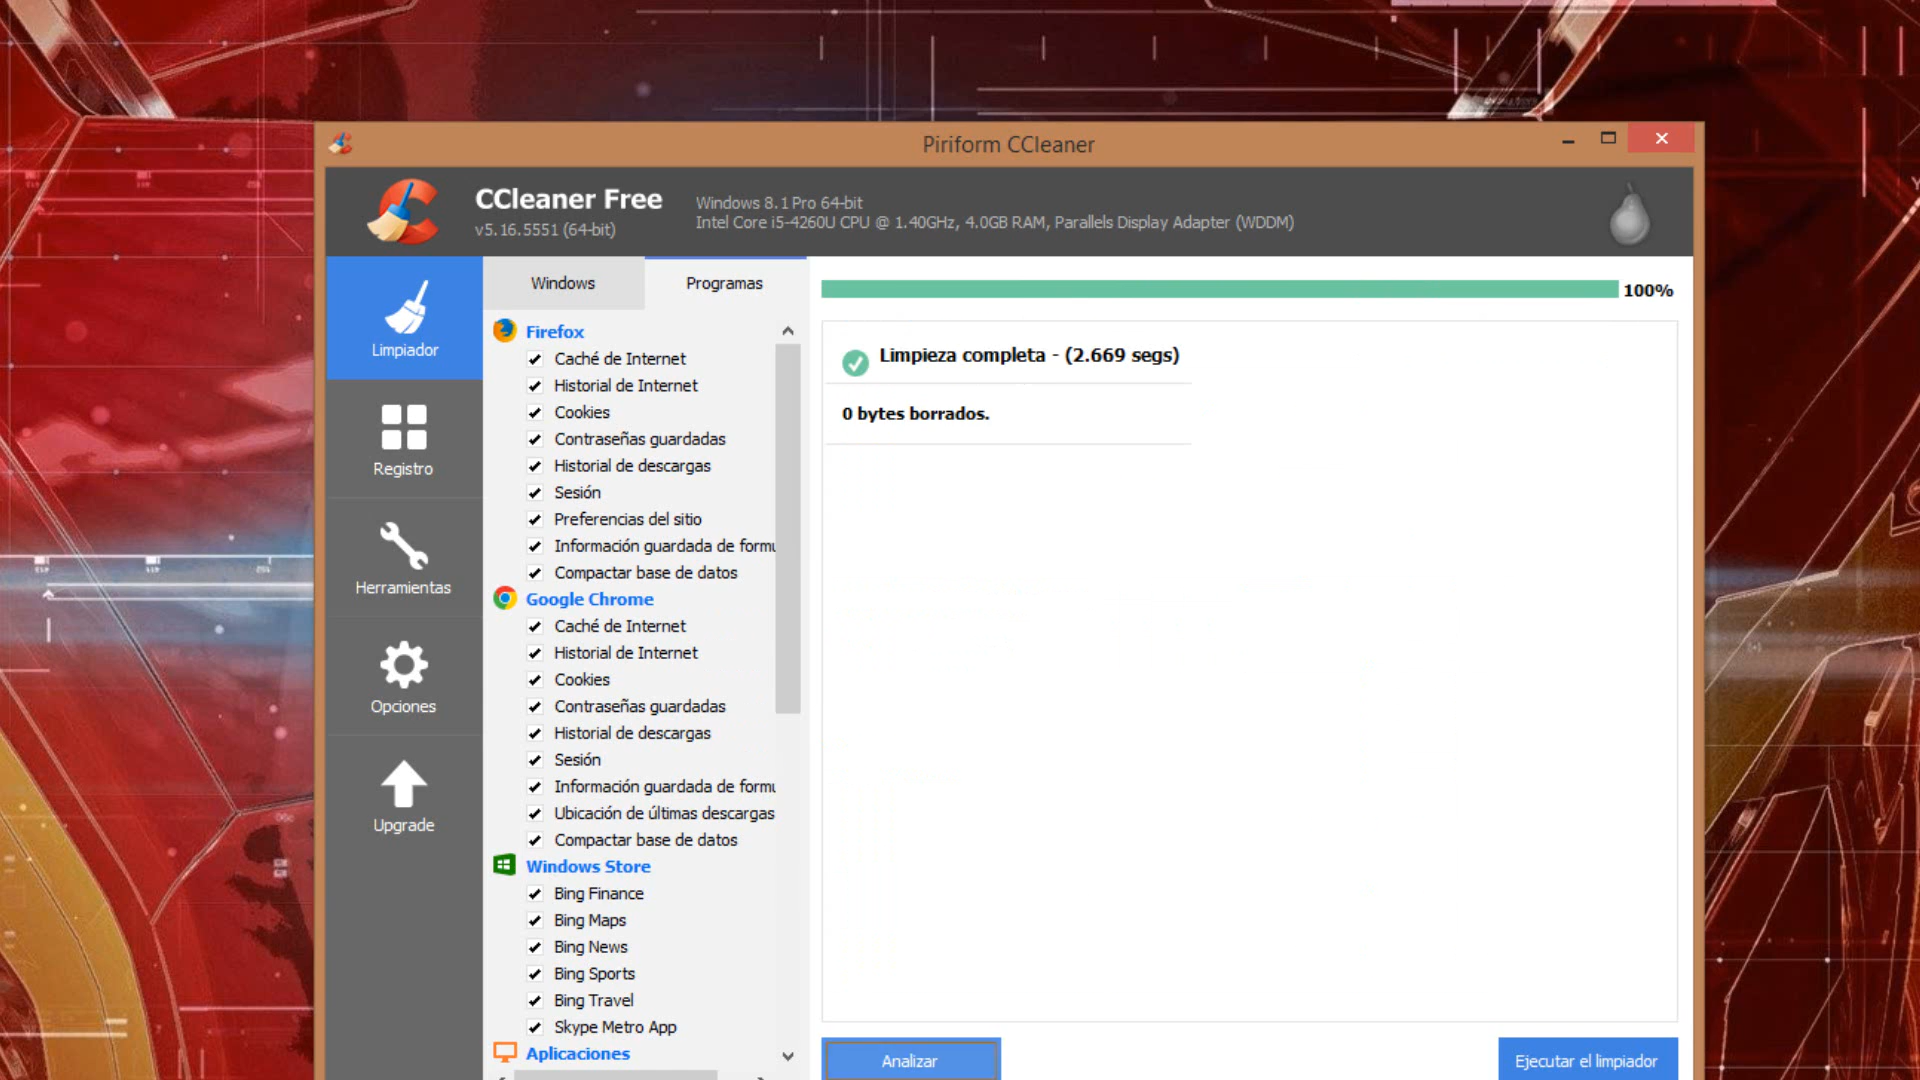 Piriform CCleaner
CCleaner Free
v5.16.5551 (64-bit)
Windows 8.1 Pro 64-bit
Intel Core i5-4260U CPU @ 1.40GHz, 4.0GB RAM, Parallels Display Adapter (WDDM)
Limpiador
Registro
Herramientas
Opciones
Upgrade
Windows
Programas
Firefox
Caché de Internet
Historial de Internet
Cookies
Contraseñas guardadas
Historial de descargas
Sesión
Preferencias del sitio
Información guardada de formu
Compactar base de datos
Google Chrome
Caché de Internet
Historial de Internet
Cookies
Contraseñas guardadas
Historial de descargas
Sesión
Información guardada de formu
Ubicación de últimas descargas
Compactar base de datos
Windows Store
Bing Finance
Bing Maps
Bing News
Bing Sports
Bing Travel
Skype Metro App
Aplicaciones
100%
Limpieza completa - (2.669 segs)
0 bytes borrados.
Analizar
Ejecutar el limpiador